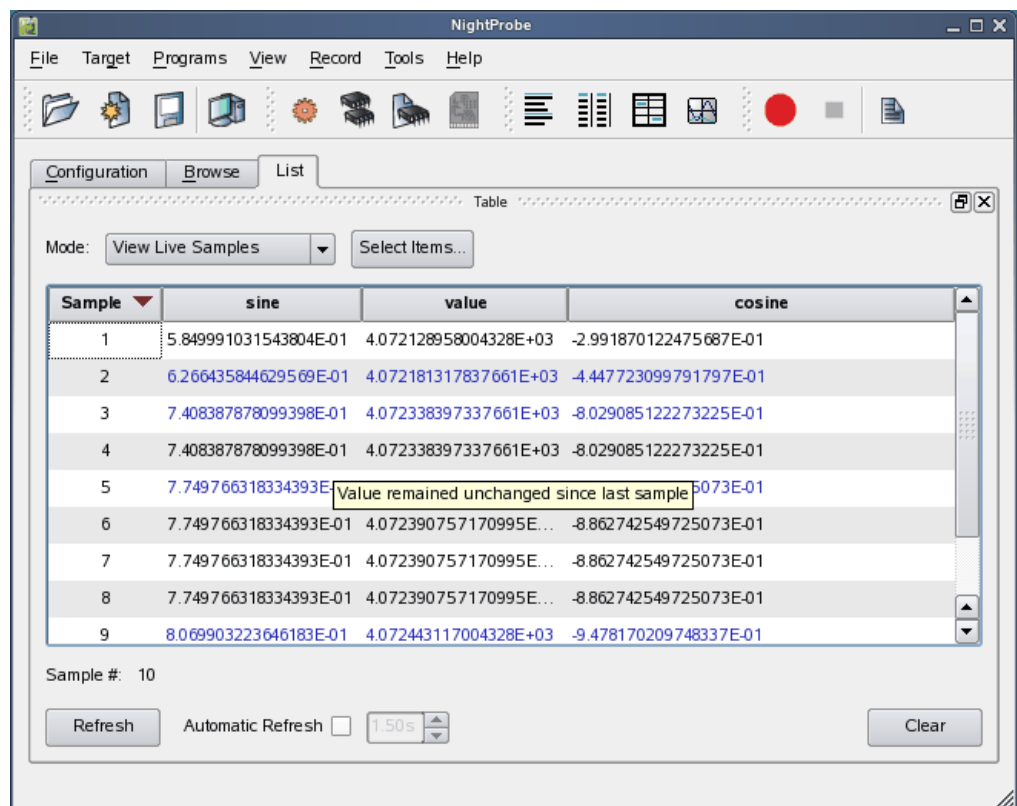 NightProbe
File Target Programs View Record Tools Help
Configuration Browse List
Table
Mode: View Live Samples Select Items...
Sample sine value cosine
1 5.849991031543804E-01 4.072128958004328E+03 -2.991870122475687E-01
2 6.266435844629569E-01 4.072181317837661E+03 -4.447723099791797E-01
3 7.408387878099398E-01 4.072338397337661E+03 -8.029085122273225E-01
4 7.408387878099398E-01 4.072338397337661E+03 -8.029085122273225E-01
5 7.749766318334393E- Value remained unchanged since last sample 5073E-01
6 7.749766318334393E-01 4.072390757170995E... -8.862742549725073E-01
7 7.749766318334393E-01 4.072390757170995E... -8.862742549725073E-01
8 7.749766318334393E-01 4.072390757170995E... -8.862742549725073E-01
9 8.069903223646183E-01 4.072443117004328E+03 -9.478170209748337E-01
Sample #: 10
Refresh Automatic Refresh 1.50s Clear